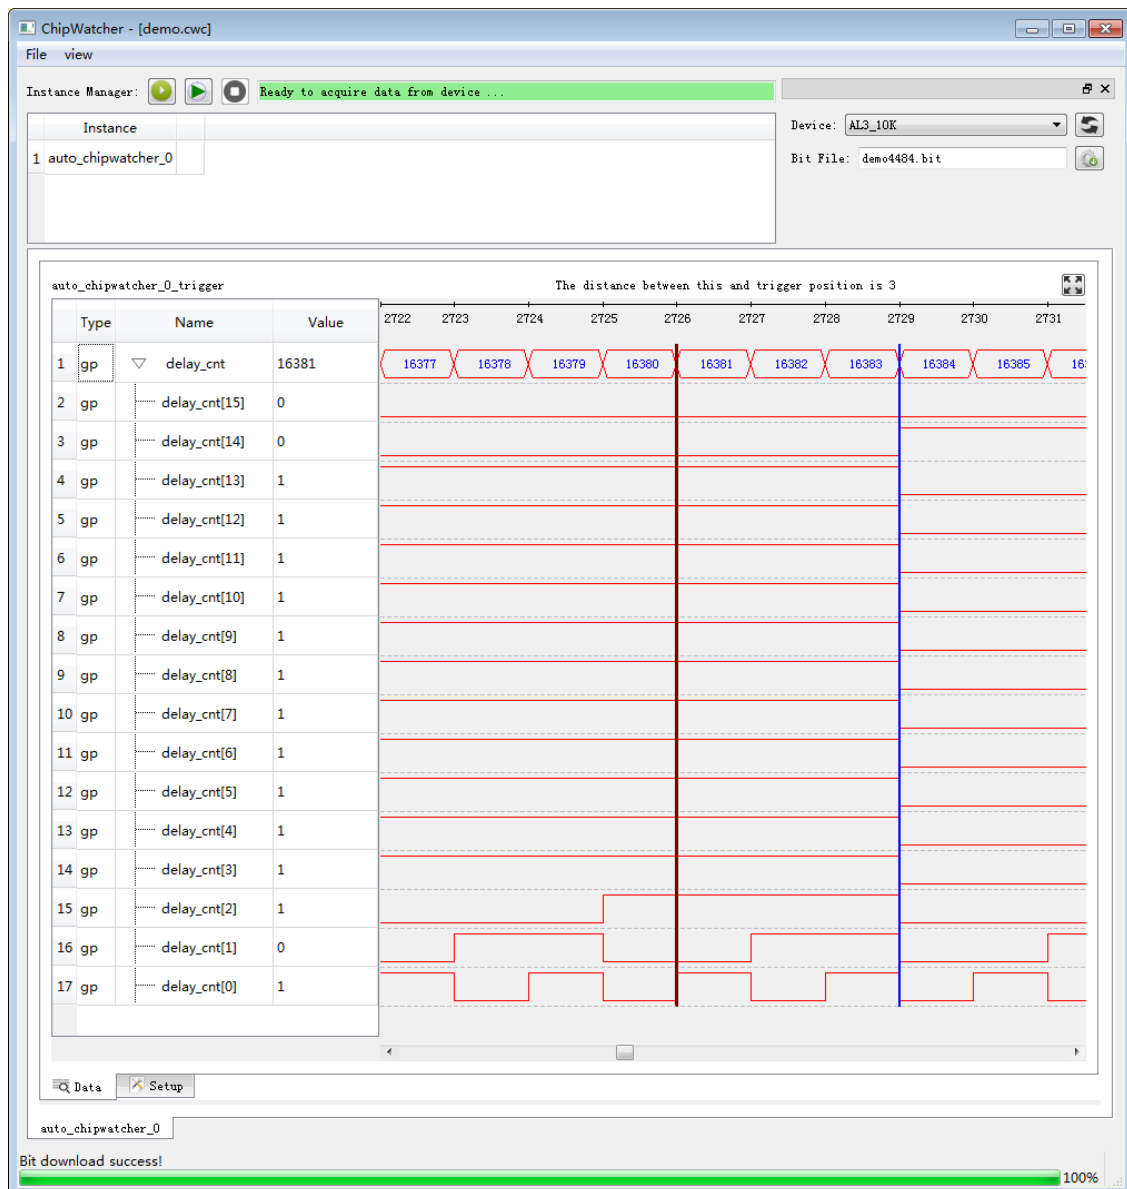 ChipWatcher - [demo.cwc]
File view
Instance Manager: Ready to acquire data from device ...
Instance
1 auto_chipwatcher_0
Device: AL3_10K
Bit File: demo4484.bit
auto_chipwatcher_0_trigger The distance between this and trigger position is 3
Type Name Value 2722 2723 2724 2725 2726 2727 2728 2729 2730 2731
1 gp delay_cnt 16381 16377 16378 16379 16380 16381 16382 16383 16384 16385
2 gp delay_cnt[15] 0
3 gp delay_cnt[14] 0
4 gp delay_cnt[13] 1
5 gp delay_cnt[12] 1
6 gp delay_cnt[11] 1
7 gp delay_cnt[10] 1
8 gp delay_cnt[9] 1
9 gp delay_cnt[8] 1
10 gp delay_cnt[7] 1
11 gp delay_cnt[6] 1
12 gp delay_cnt[5] 1
13 gp delay_cnt[4] 1
14 gp delay_cnt[3] 1
15 gp delay_cnt[2] 1
16 gp delay_cnt[1] 0
17 gp delay_cnt[0] 1
Data Setup
auto_chipwatcher_0
Bit download success!
100%